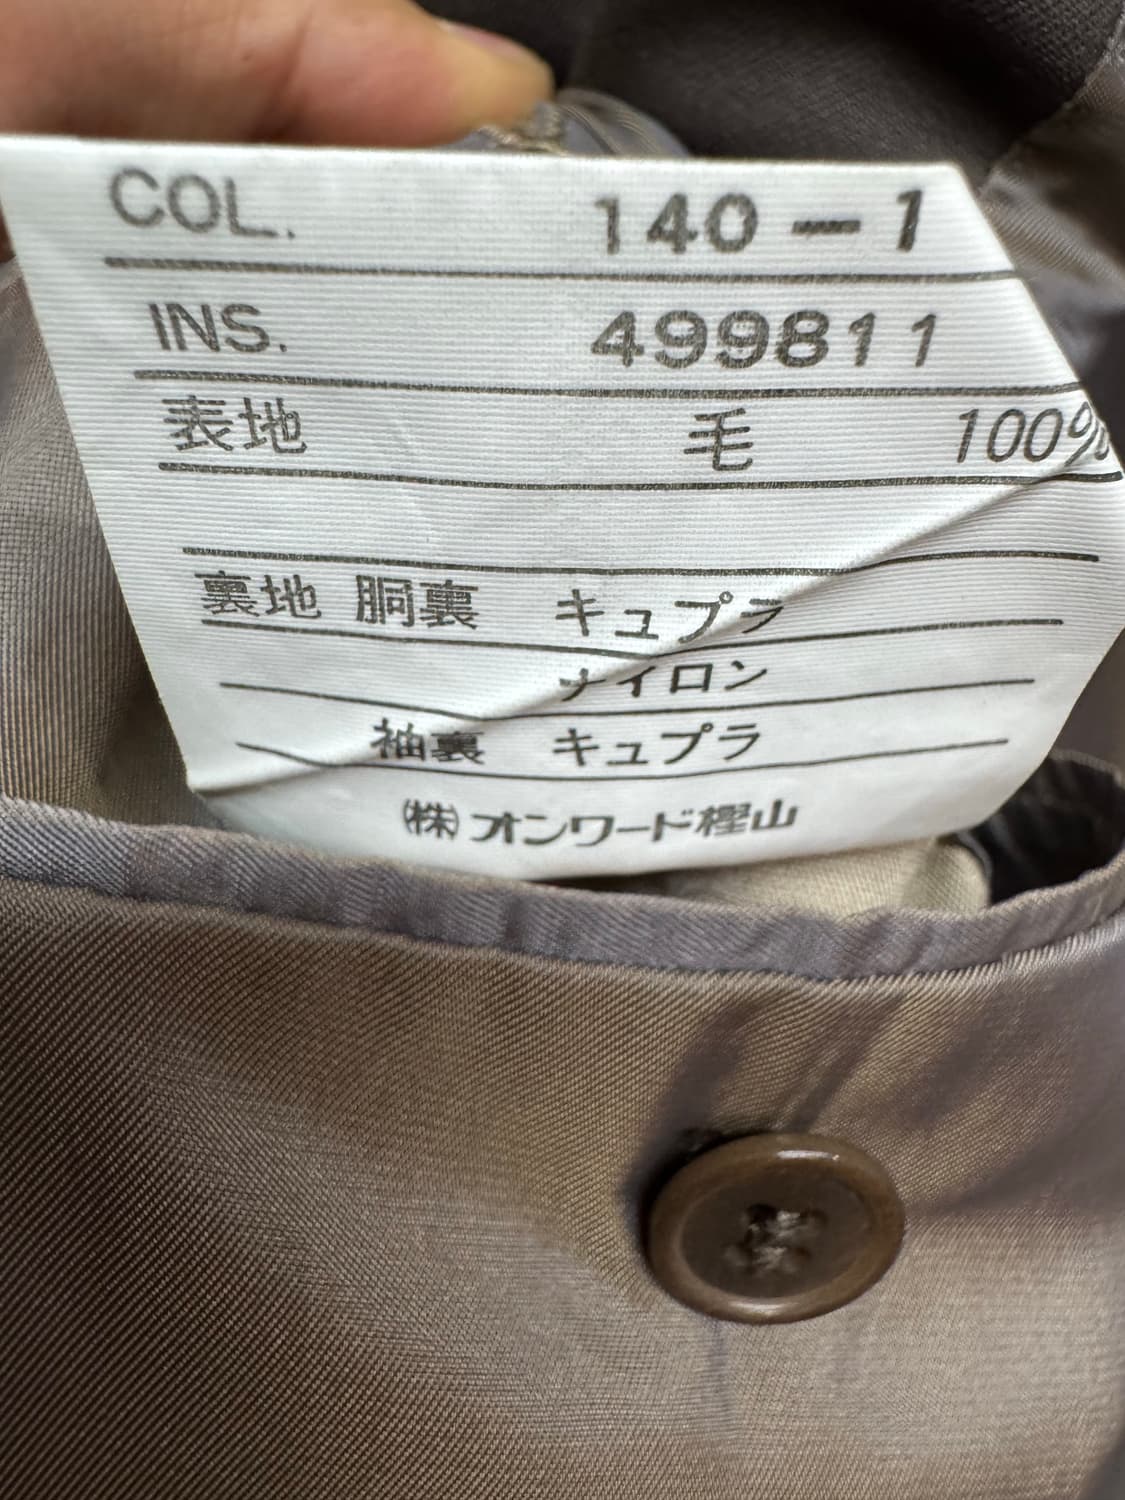 COL. 140-1
INS. 499811
表地 毛 100%
裏地 胴裏 キュプラ
ナイロン
袖裏 キュプラ
㈱オンワード樫山